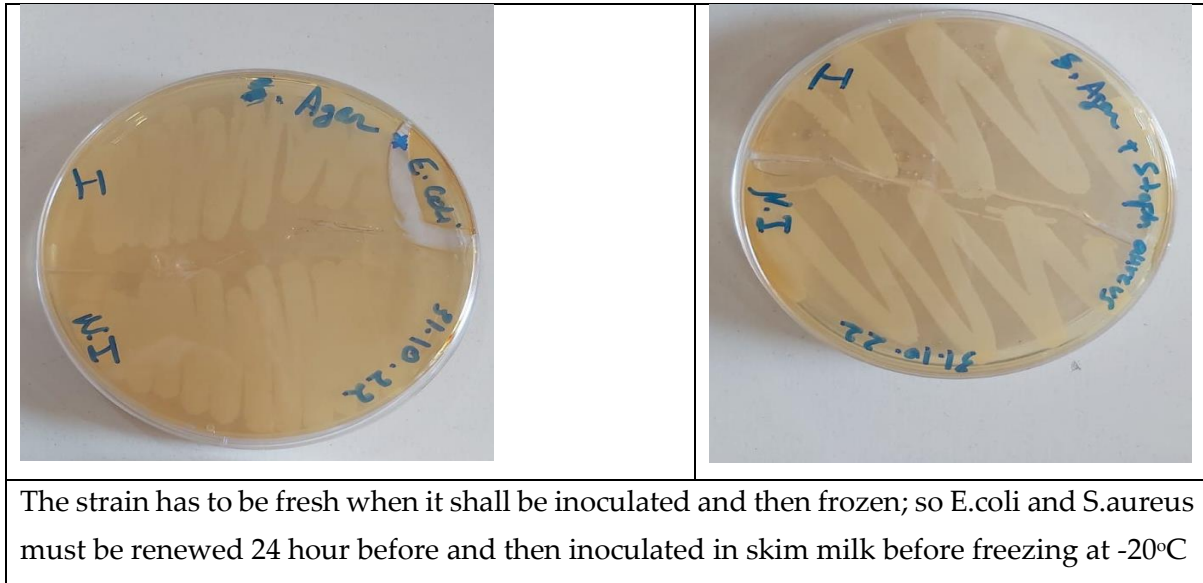 S. Agar
* E. Coli
I
N.I
31.10.22
S. Agar + Staph aureus
I
N.I
31.10.22
The strain has to be fresh when it shall be inoculated and then frozen; so E.coli and S.aureus
must be renewed 24 hour before and then inoculated in skim milk before freezing at -20ᵒC